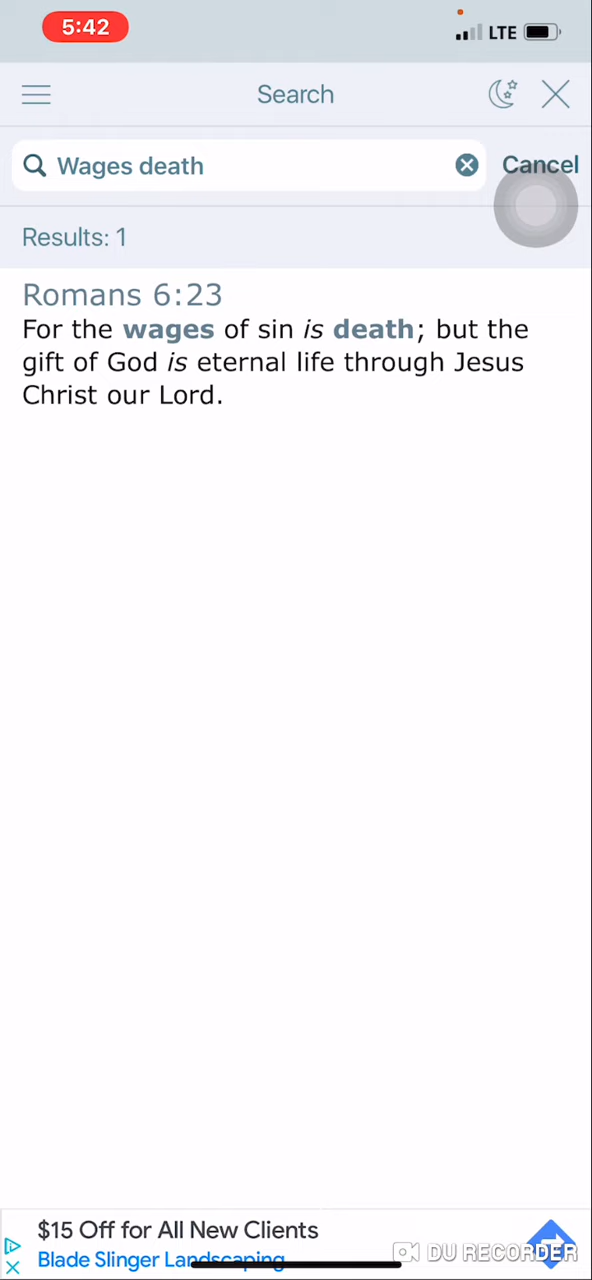 5:42
LTE
Search
Wages death
Cancel
Results: 1
Romans 6:23
For the wages of sin is death; but the
gift of God is eternal life through Jesus
Christ our Lord.
$15 Off for All New Clients
Blade Slinger Landscaping
DU RECORDER